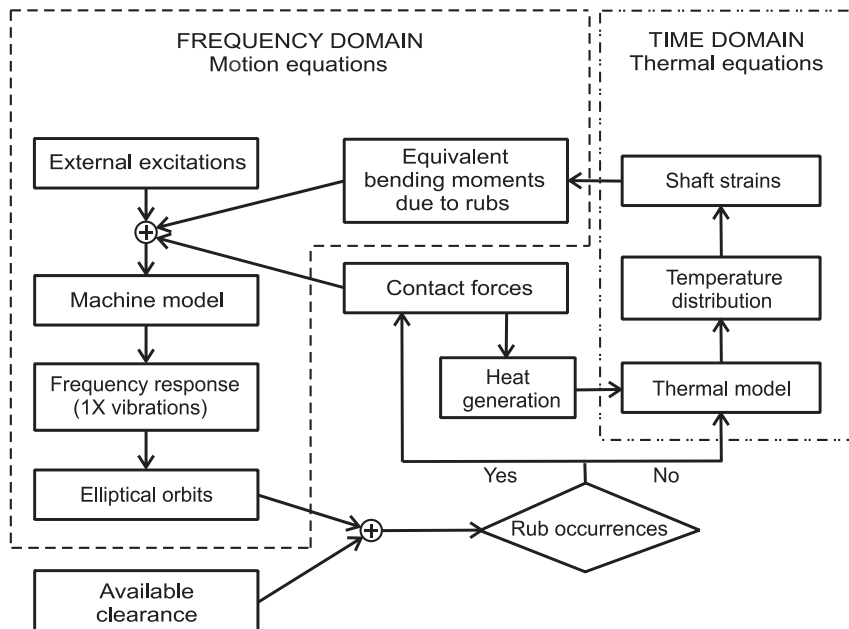 FREQUENCY DOMAIN
Motion equations
TIME DOMAIN
Thermal equations
External excitations
Equivalent
bending moments
due to rubs
Shaft strains
Machine model
Contact forces
Temperature
distribution
Frequency response
(1X vibrations)
Heat
generation
Thermal model
Elliptical orbits
Yes
No
Rub occurrences
Available
clearance